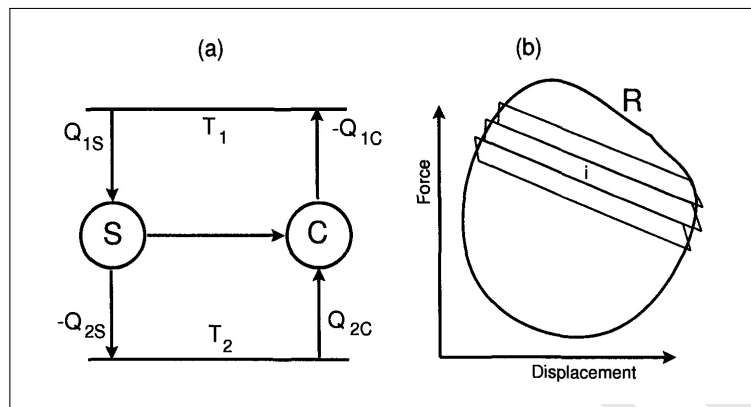 (a)
(b)
T₁
Q₁S
-Q₁C
S
C
-Q₂S
Q₂C
T₂
R
i
Force
Displacement